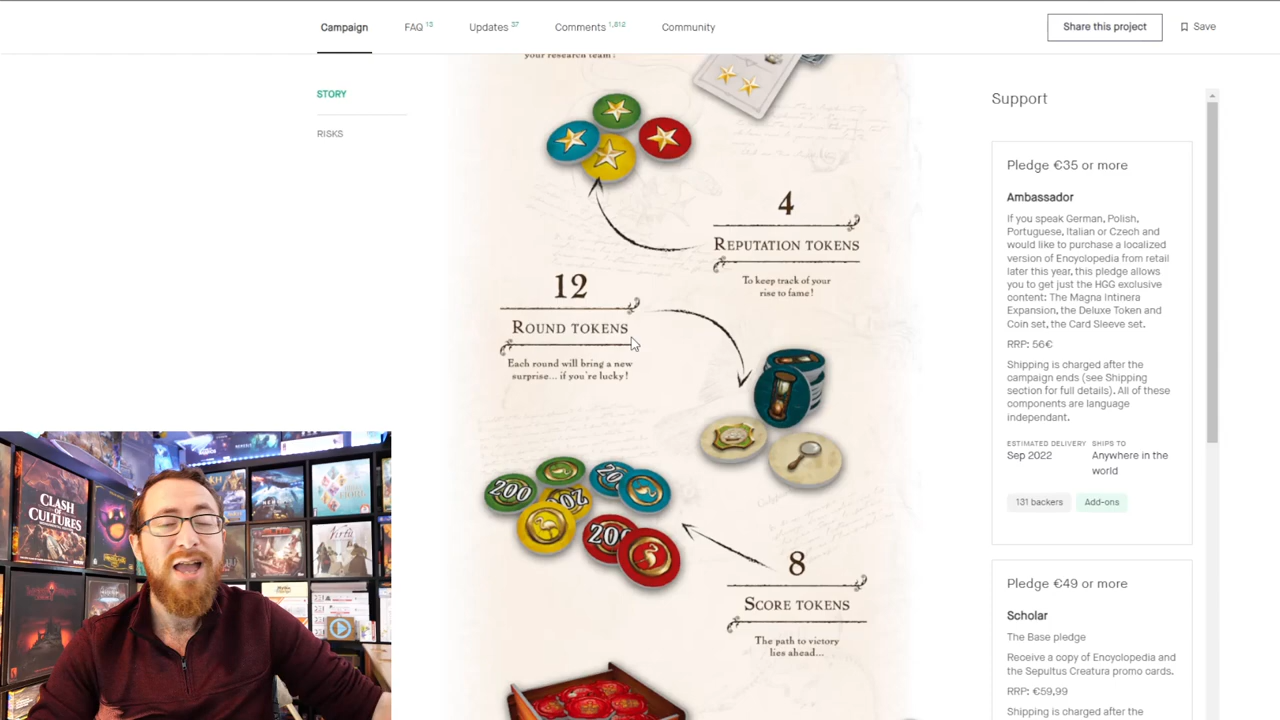 Campaign
FAQ 13
Updates 37
Comments 1,812
Community
Share this project
Save
STORY
RISKS
your research team!
4
REPUTATION TOKENS
To keep track of your
rise to fame!
12
ROUND TOKENS
Each round will bring a new
surprise... if you're lucky!
200
200
200
200
8
SCORE TOKENS
The path to victory
lies ahead...
Support
Pledge €35 or more
Ambassador
If you speak German, Polish,
Portuguese, Italian or Czech and
would like to purchase a localized
version of Encyclopedia from retail
later this year, this pledge allows
you to get just the HGG exclusive
content: The Magna Intinera
Expansion, the Deluxe Token and
Coin set, the Card Sleeve set.
RRP: 56€
Shipping is charged after the
campaign ends (see Shipping
section for full details). All of these
components are language
independant.
ESTIMATED DELIVERY
SHIPS TO
Sep 2022
Anywhere in the
world
131 backers
Add-ons
Pledge €49 or more
Scholar
The Base pledge
Receive a copy of Encyclopedia and
the Sepultus Creatura promo cards.
RRP: €59,99
Shipping is charged after the
CLASH OF
CULTURES